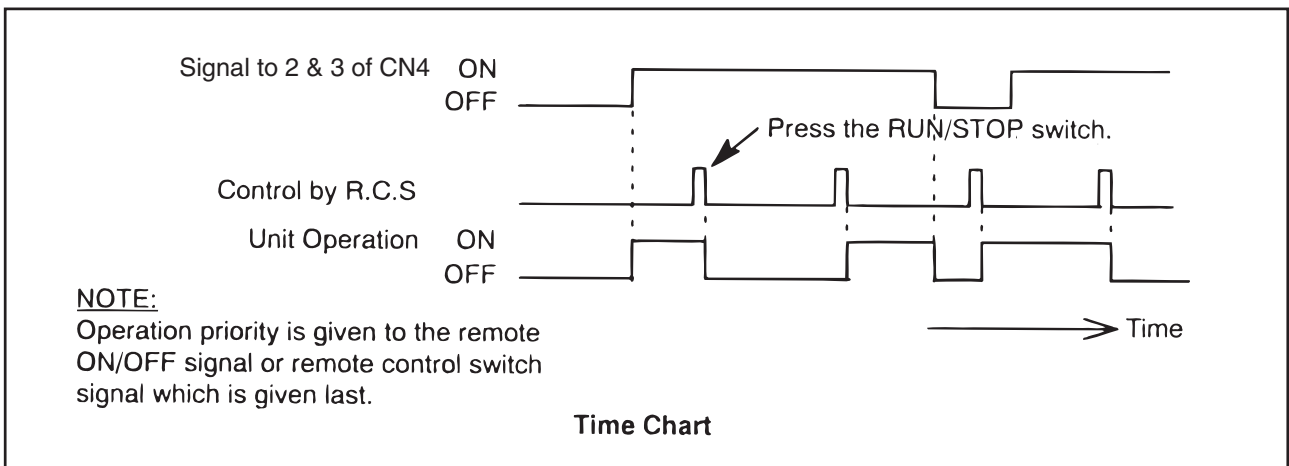 Signal to 2 & 3 of CN4 ON
OFF
Press the RUN/STOP switch.
Control by R.C.S
Unit Operation ON
OFF
NOTE:
Operation priority is given to the remote
ON/OFF signal or remote control switch
signal which is given last.
Time
Time Chart